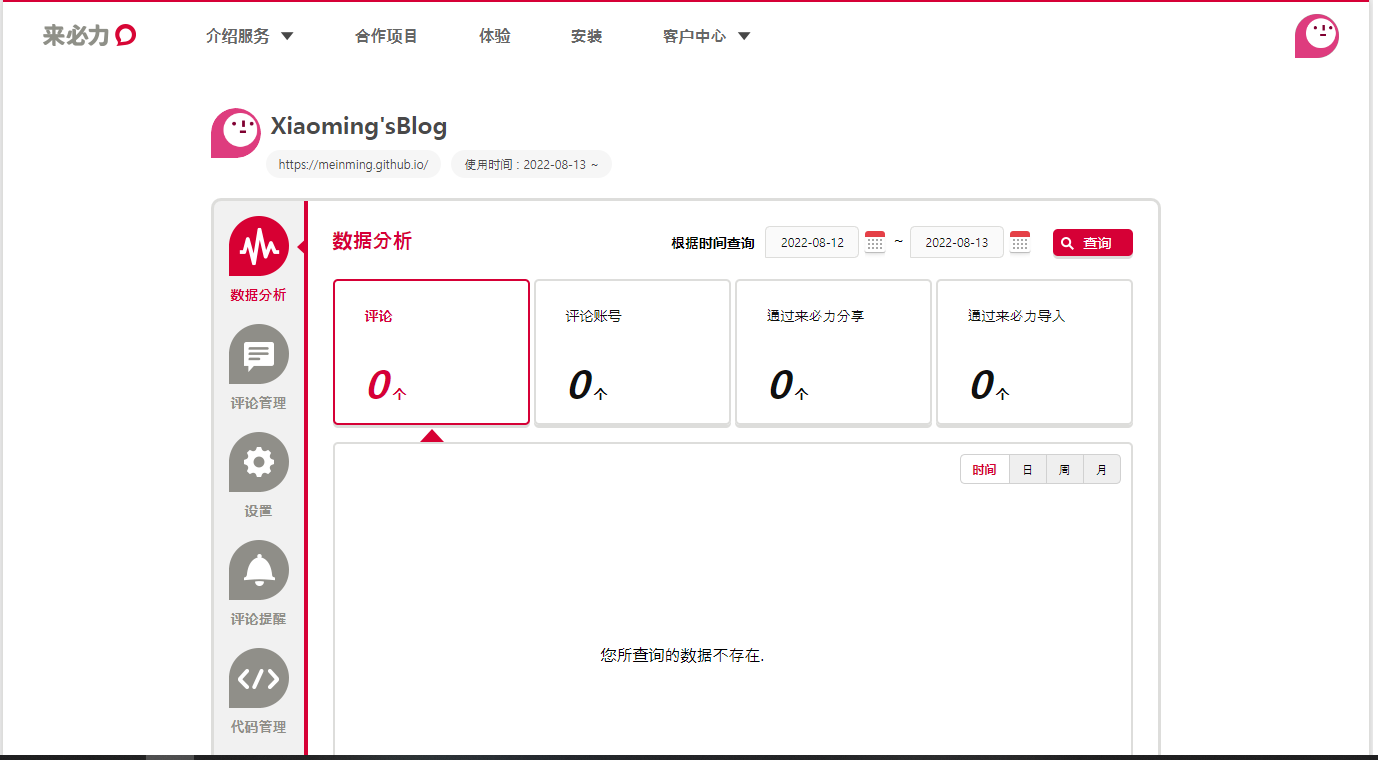 来必力
介绍服务 合作项目 体验 安装 客户中心
Xiaoming'sBlog
https://meinming.github.io/ 使用时间 : 2022-08-13 ~
数据分析
评论管理
设置
评论提醒
代码管理
数据分析
根据时间查询 2022-08-12 ~ 2022-08-13 查询
评论 评论账号 通过来必力分享 通过来必力导入
0个 0个 0个 0个
时间 日 周 月
您所查询的数据不存在.